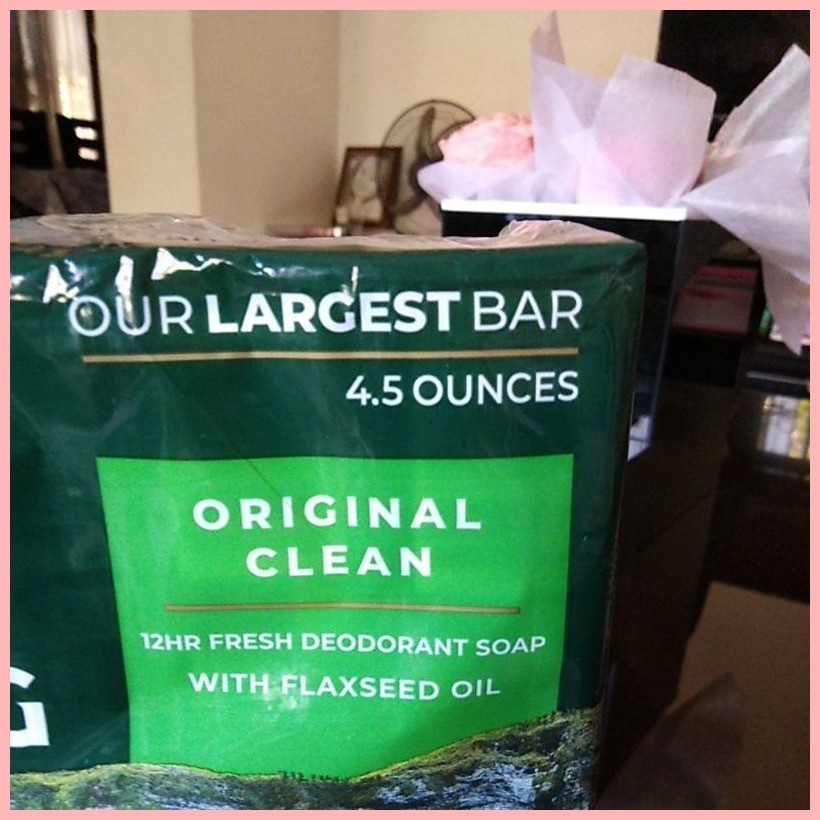 OUR LARGEST BAR
4.5 OUNCES
ORIGINAL
CLEAN
12HR FRESH DEODORANT SOAP
WITH FLAXSEED OIL
G